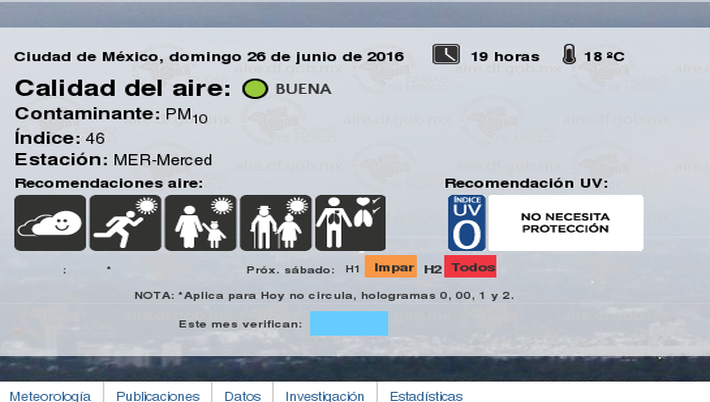 Ciudad de México, domingo 26 de junio de 2016 19 horas 18 ºC
Calidad del aire: BUENA
Contaminante: PM10
Índice: 46
Estación: MER-Merced
Recomendaciones aire: Recomendación UV:
ÍNDICE
UV
0
NO NECESITA
PROTECCIÓN
: * Próx. sábado: H1 Impar H2 Todos
NOTA: *Aplica para Hoy no circula, hologramas 0, 00, 1 y 2.
Este mes verifican:
Meteorología Publicaciones Datos Investigación Estadísticas